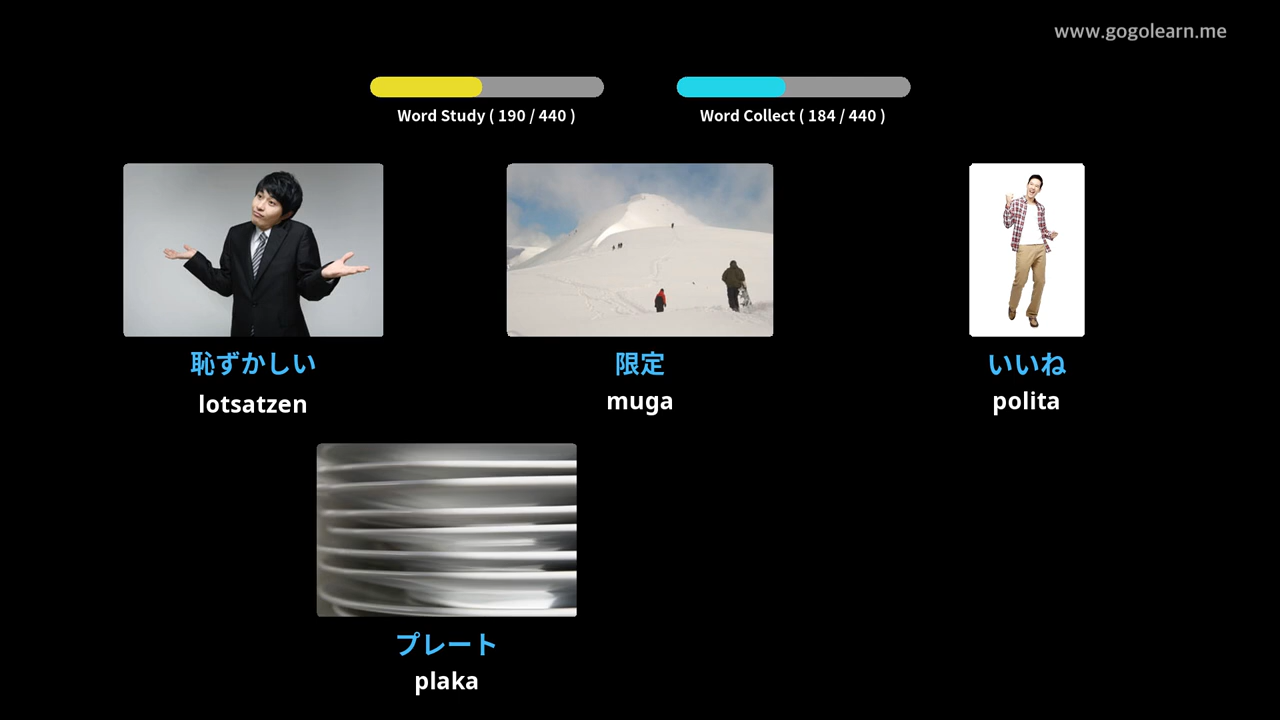 www.gogolearn.me
Word Study ( 190 / 440 )
Word Collect ( 184 / 440 )
恥ずかしい
lotsatzen
限定
muga
いいね
polita
プレート
plaka